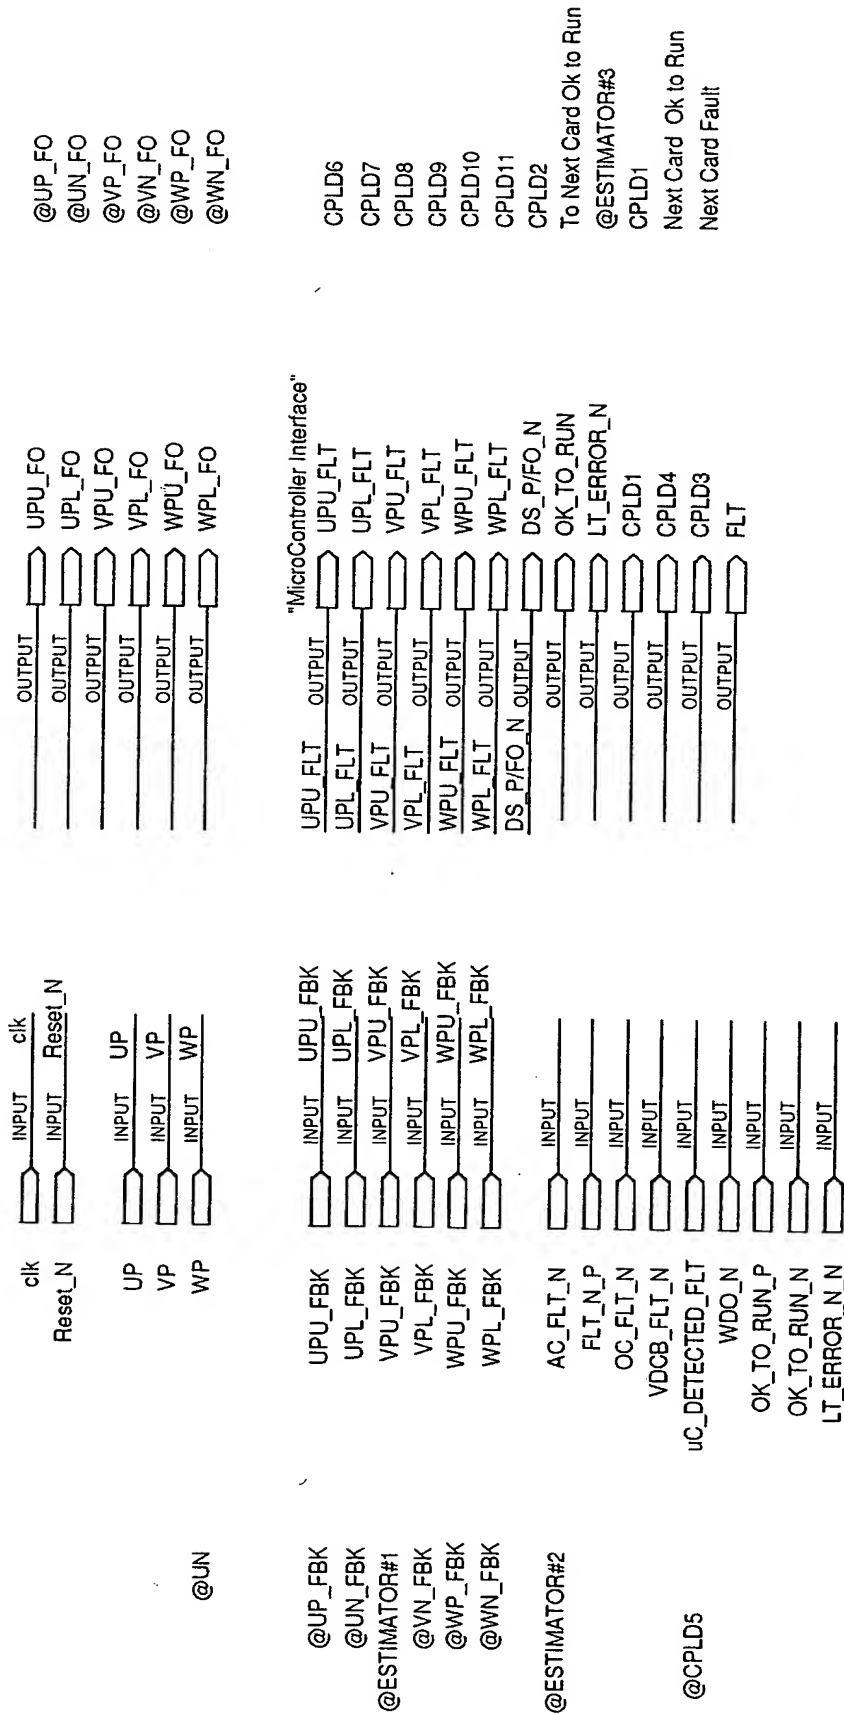 clk INPUT clk
Reset_N INPUT Reset_N
UP INPUT UP
VP INPUT VP
@UN WP INPUT WP
@UP_FBK UPU_FBK INPUT UPU_FBK
@UN_FBK UPL_FBK INPUT UPL_FBK
@ESTIMATOR#1 VPU_FBK INPUT VPU_FBK
@VN_FBK VPL_FBK INPUT VPL_FBK
@WP_FBK WPU_FBK INPUT WPU_FBK
@WN_FBK WPL_FBK INPUT WPL_FBK
@ESTIMATOR#2 AC_FLT_N INPUT
FLT_N_P INPUT
OC_FLT_N INPUT
VDCB_FLT_N INPUT
@CPLD5 uC_DETECTED_FLT INPUT
WDO_N INPUT
OK_TO_RUN_P INPUT
OK_TO_RUN_N INPUT
LT_ERROR_N_N INPUT
OUTPUT UPU_FO @UP_FO
OUTPUT UPL_FO @UN_FO
OUTPUT VPU_FO @VP_FO
OUTPUT VPL_FO @VN_FO
OUTPUT WPU_FO @WP_FO
OUTPUT WPL_FO @WN_FO
"MicroController Interface"
UPU_FLT OUTPUT UPU_FLT CPLD6
UPL_FLT OUTPUT UPL_FLT CPLD7
VPU_FLT OUTPUT VPU_FLT CPLD8
VPL_FLT OUTPUT VPL_FLT CPLD9
WPU_FLT OUTPUT WPU_FLT CPLD10
WPL_FLT OUTPUT WPL_FLT CPLD11
DS_P/FO_N OUTPUT DS_P/FO_N CPLD2
OUTPUT OK_TO_RUN To Next Card Ok to Run
OUTPUT LT_ERROR_N @ESTIMATOR#3
OUTPUT CPLD1 CPLD1
OUTPUT CPLD4 Next Card Ok to Run
OUTPUT CPLD3 Next Card Fault
OUTPUT FLT